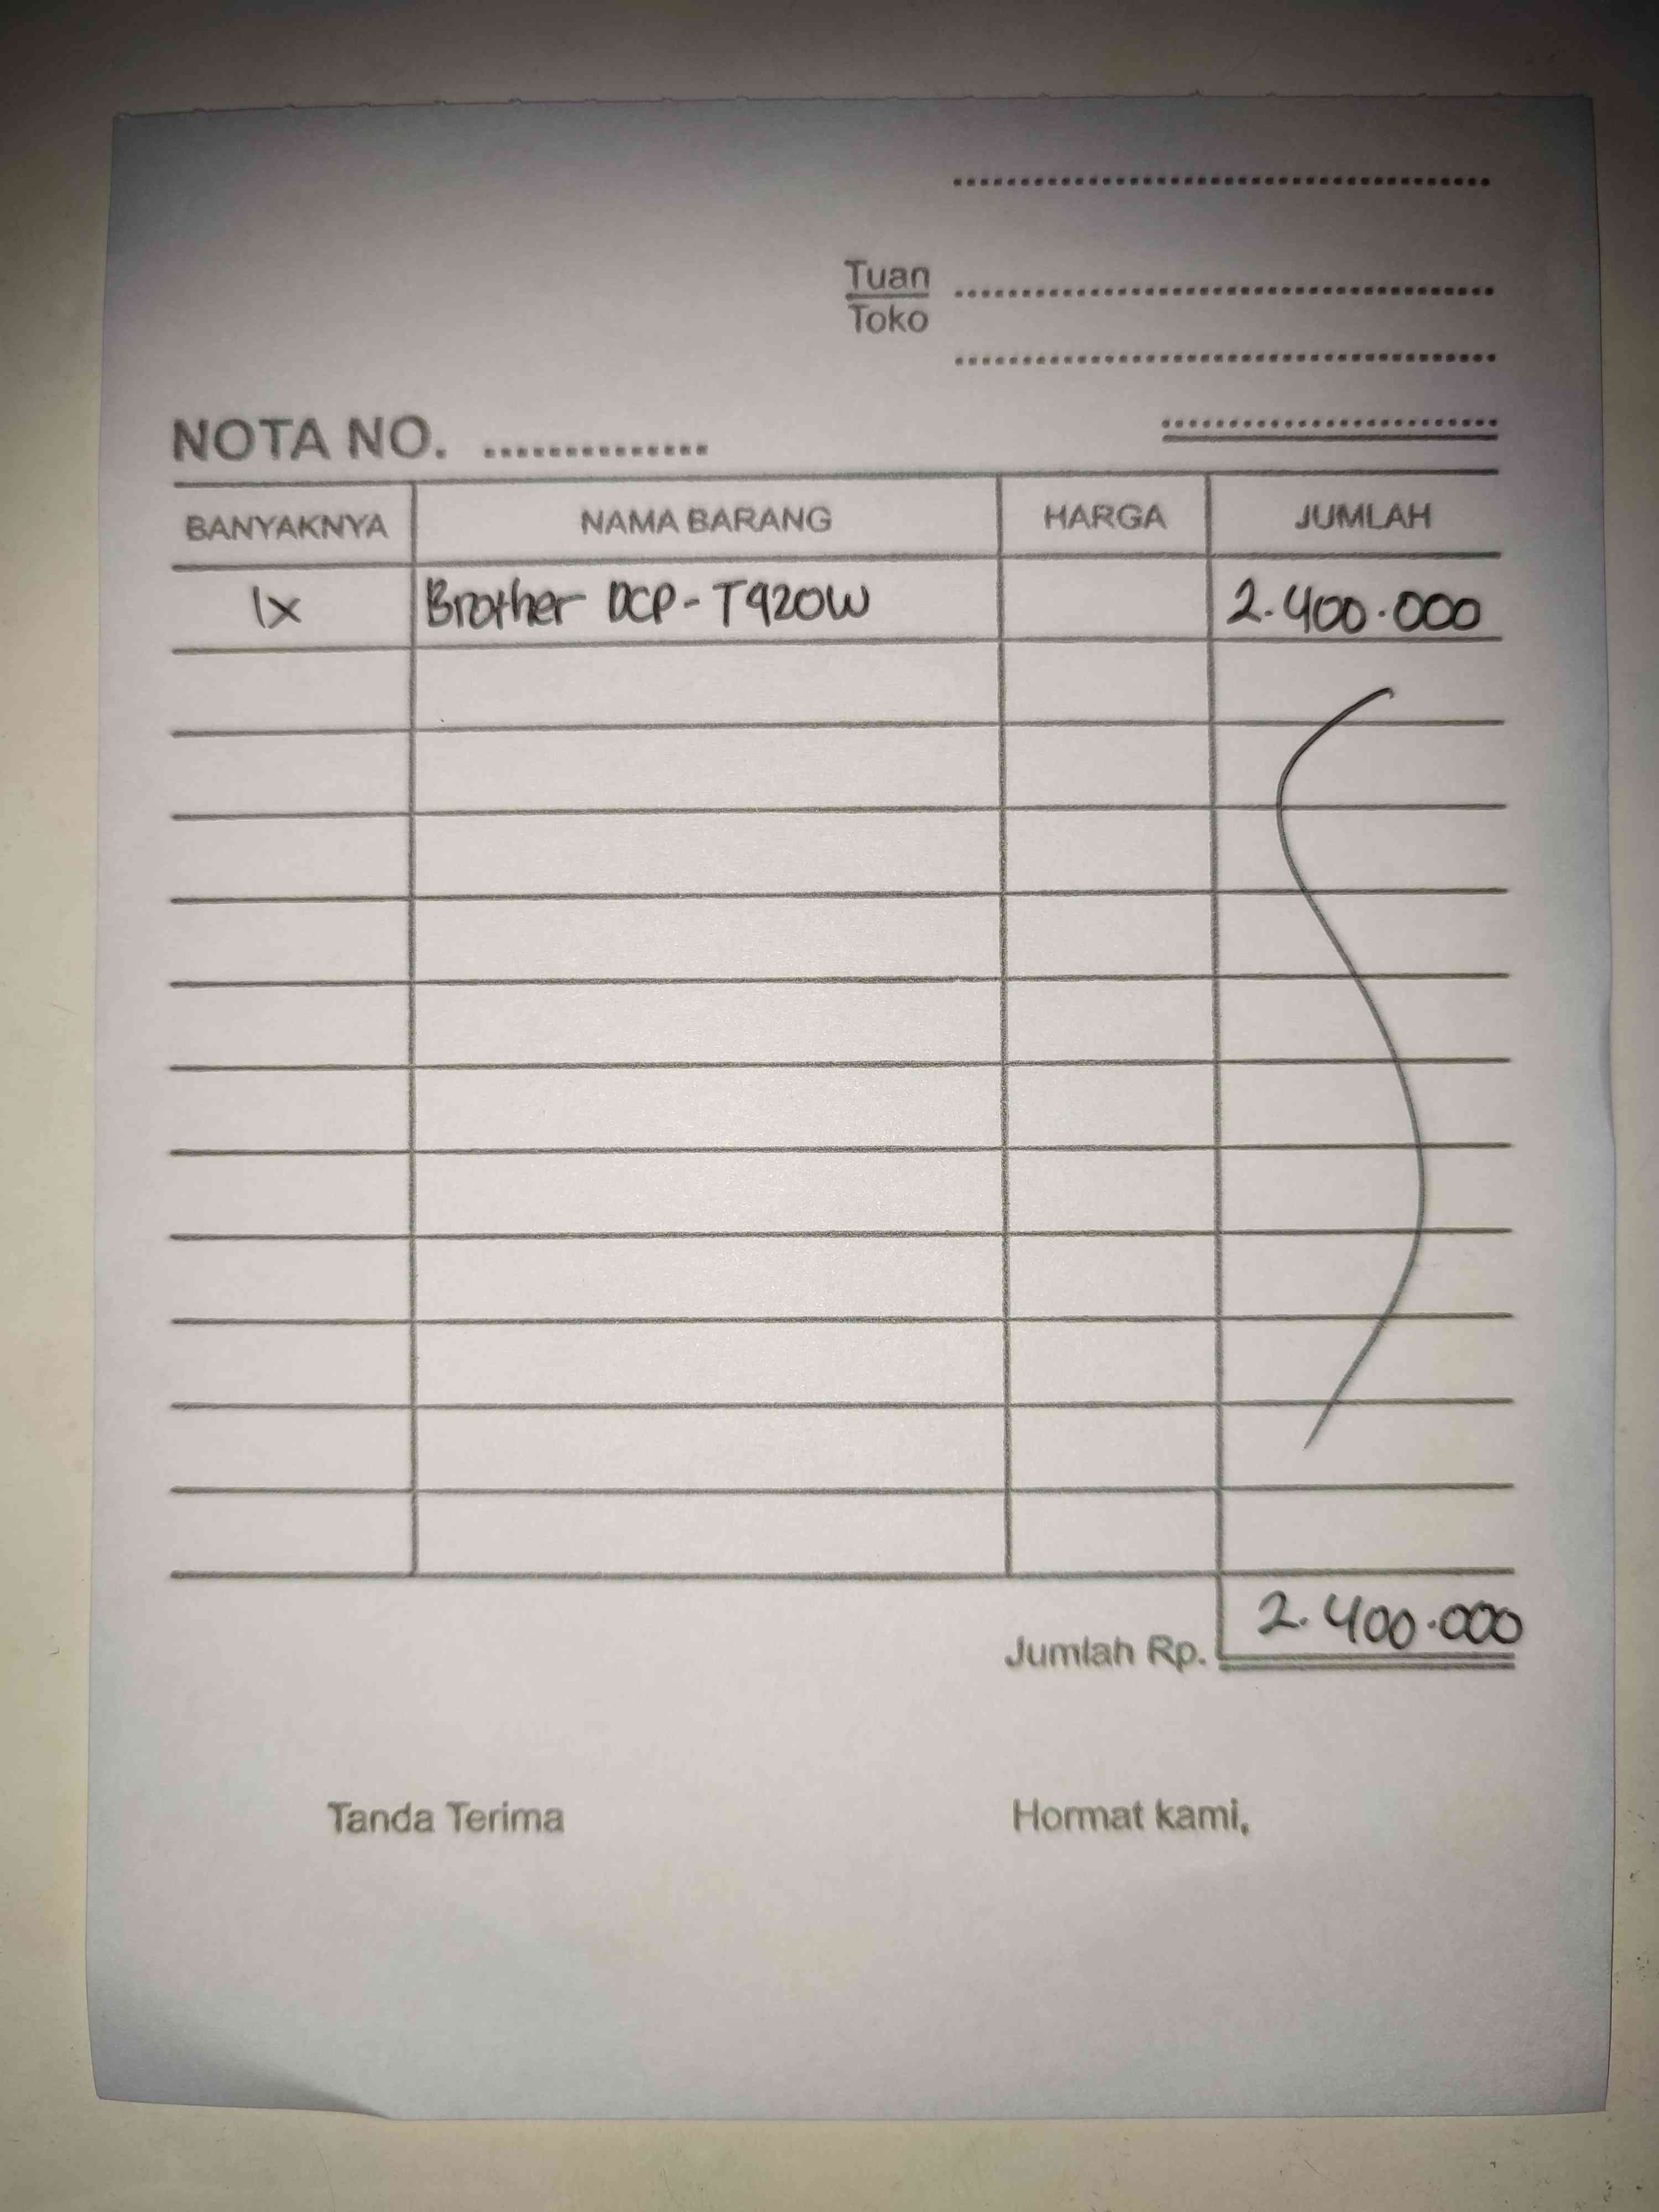 Tuan
Toko
NOTA NO. ..............
BANYAKNYA NAMA BARANG HARGA JUMLAH
1x Brother DCP-T920W 2.400.000
Jumlah Rp. 2.400.000
Tanda Terima Hormat kami,